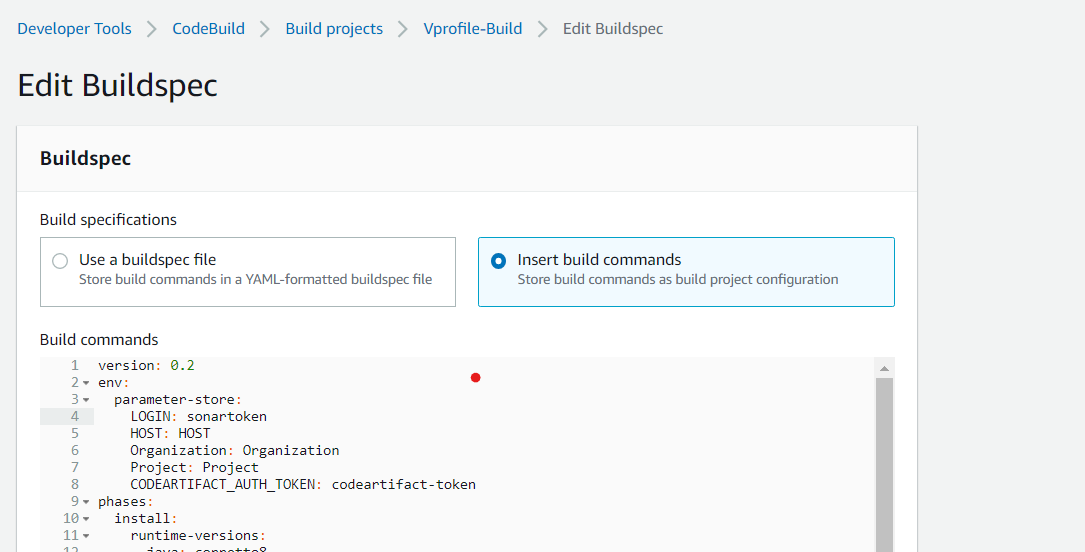 Developer Tools > CodeBuild > Build projects > Vprofile-Build > Edit Buildspec
Edit Buildspec
Buildspec
Build specifications
Use a buildspec file
Store build commands in a YAML-formatted buildspec file
Insert build commands
Store build commands as build project configuration
Build commands
1 version: 0.2
2 env:
3 parameter-store:
4 LOGIN: sonartoken
5 HOST: HOST
6 Organization: Organization
7 Project: Project
8 CODEARTIFACT_AUTH_TOKEN: codeartifact-token
9 phases:
10 install:
11 runtime-versions:
12 java: corretto8